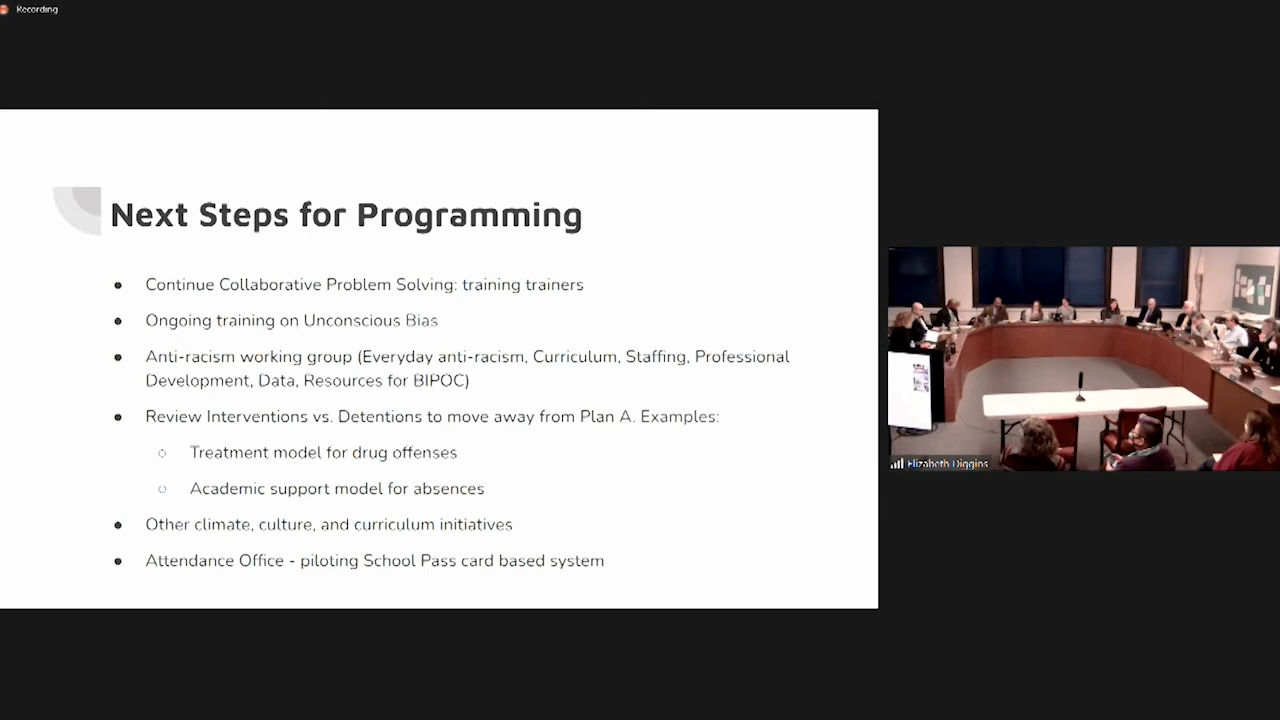 Recording
Next Steps for Programming
● Continue Collaborative Problem Solving: training trainers
● Ongoing training on Unconscious Bias
● Anti-racism working group (Everyday anti-racism, Curriculum, Staffing, Professional
Development, Data, Resources for BIPOC)
● Review Interventions vs. Detentions to move away from Plan A. Examples:
○ Treatment model for drug offenses
○ Academic support model for absences
● Other climate, culture, and curriculum initiatives
● Attendance Office - piloting School Pass card based system
Elizabeth Diggins